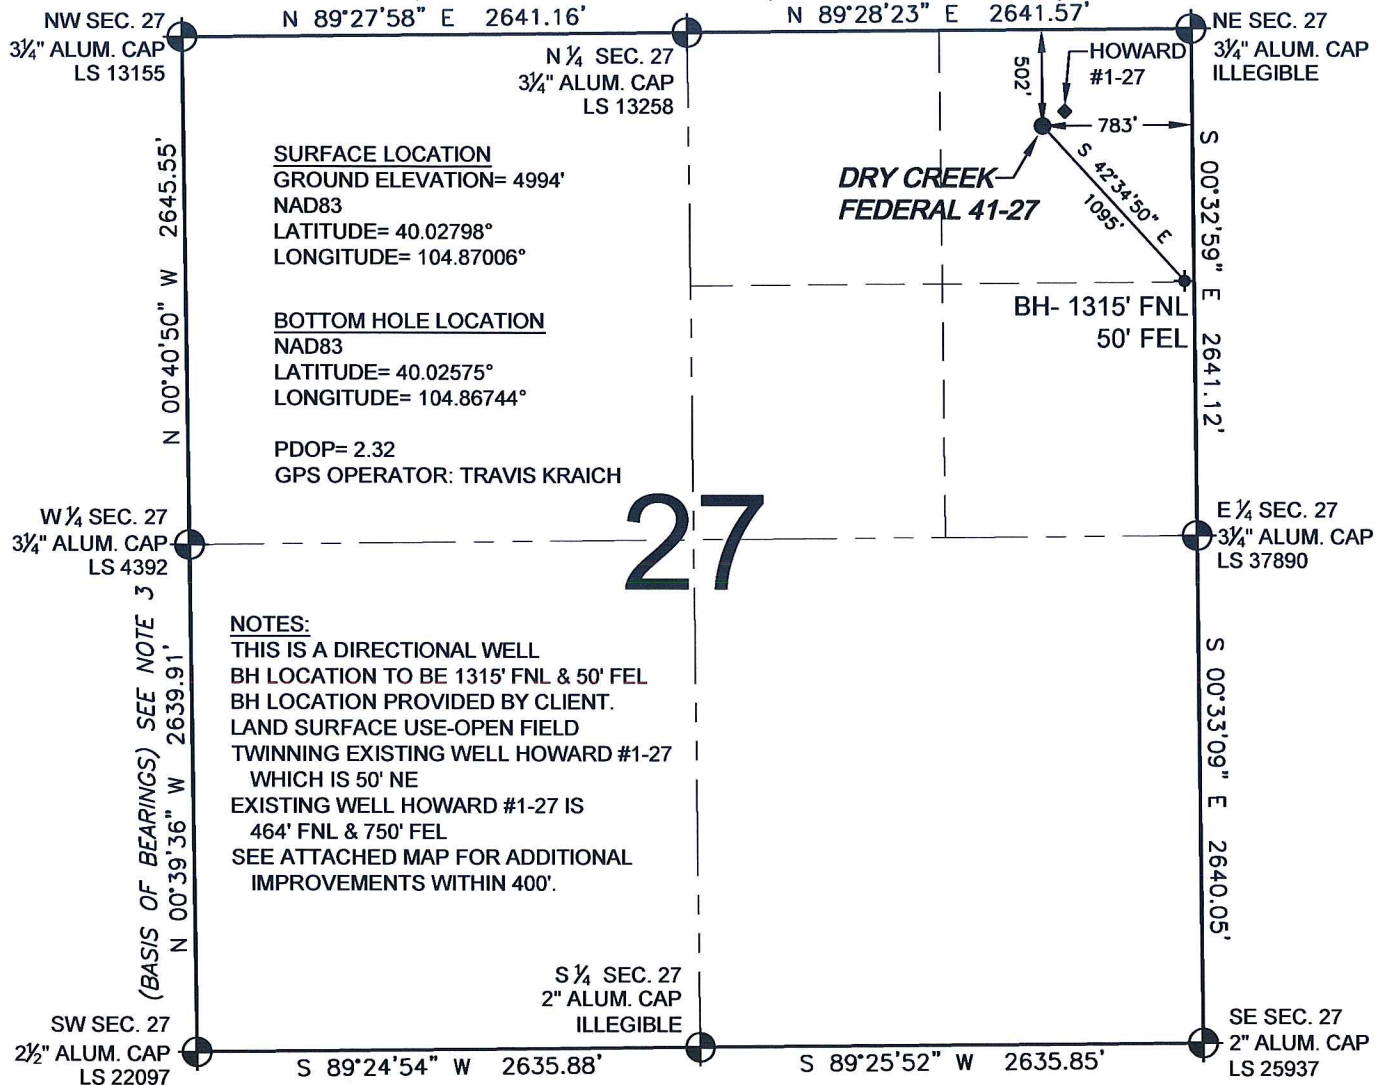 N 89°27'58" E 2641.16'
N 89°28'23" E 2641.57'
NW SEC. 27
3¼" ALUM. CAP
LS 13155
N ¼ SEC. 27
3¼" ALUM. CAP
LS 13258
NE SEC. 27
3¼" ALUM. CAP
ILLEGIBLE
HOWARD
#1-27
502'
783'
DRY CREEK
FEDERAL 41-27
S 42°34'50" E
1095'
BH- 1315' FNL
50' FEL
S 00°32'59" E 2641.12'
N 00°40'50" W 2645.55'
SURFACE LOCATION
GROUND ELEVATION= 4994'
NAD83
LATITUDE= 40.02798°
LONGITUDE= 104.87006°
BOTTOM HOLE LOCATION
NAD83
LATITUDE= 40.02575°
LONGITUDE= 104.86744°
PDOP= 2.32
GPS OPERATOR: TRAVIS KRAICH
27
W ¼ SEC. 27
3¼" ALUM. CAP
LS 4392
E ¼ SEC. 27
3¼" ALUM. CAP
LS 37890
(BASIS OF BEARINGS) SEE NOTE 3
N 00°39'36" W 2639.91'
NOTES:
THIS IS A DIRECTIONAL WELL
BH LOCATION TO BE 1315' FNL & 50' FEL
BH LOCATION PROVIDED BY CLIENT.
LAND SURFACE USE-OPEN FIELD
TWINNING EXISTING WELL HOWARD #1-27
WHICH IS 50' NE
EXISTING WELL HOWARD #1-27 IS
464' FNL & 750' FEL
SEE ATTACHED MAP FOR ADDITIONAL
IMPROVEMENTS WITHIN 400'.
S 00°33'09" E 2640.05'
S ¼ SEC. 27
2" ALUM. CAP
ILLEGIBLE
SW SEC. 27
2½" ALUM. CAP
LS 22097
S 89°24'54" W 2635.88'
S 89°25'52" W 2635.85'
SE SEC. 27
2" ALUM. CAP
LS 25937